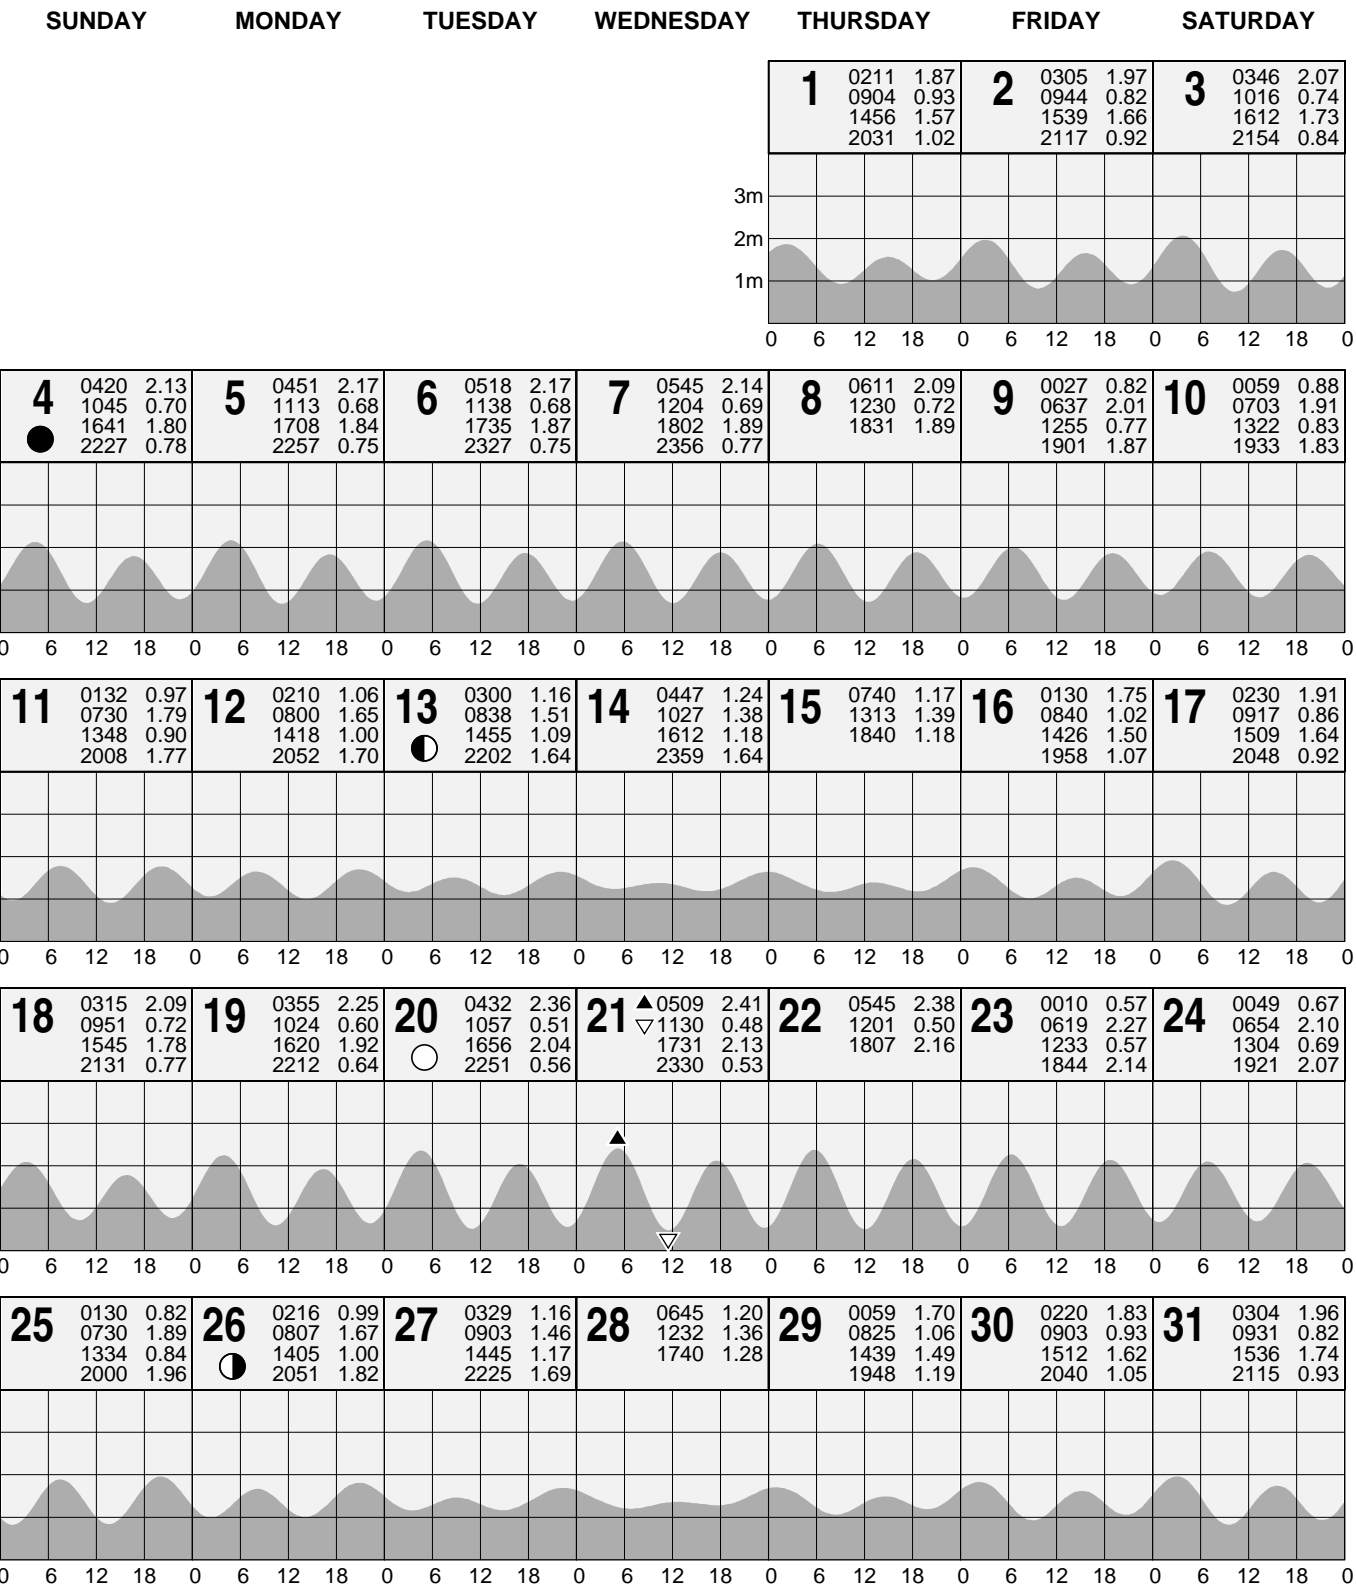 SUNDAY MONDAY TUESDAY WEDNESDAY THURSDAY FRIDAY SATURDAY
1 0211 1.87 2 0305 1.97 3 0346 2.07
0904 0.93 0944 0.82 1016 0.74
1456 1.57 1539 1.66 1612 1.73
2031 1.02 2117 0.92 2154 0.84
3m
2m
1m
0 6 12 18 0 6 12 18 0 6 12 18 0
4 0420 2.13 5 0451 2.17 6 0518 2.17 7 0545 2.14 8 0611 2.09 9 0027 0.82 10 0059 0.88
1045 0.70 1113 0.68 1138 0.68 1204 0.69 1230 0.72 0637 2.01 0703 1.91
1641 1.80 1708 1.84 1735 1.87 1802 1.89 1831 1.89 1255 0.77 1322 0.83
2227 0.78 2257 0.75 2327 0.75 2356 0.77 1901 1.87 1933 1.83
0 6 12 18 0 6 12 18 0 6 12 18 0 6 12 18 0 6 12 18 0 6 12 18 0 6 12 18 0
11 0132 0.97 12 0210 1.06 13 0300 1.16 14 0447 1.24 15 0740 1.17 16 0130 1.75 17 0230 1.91
0730 1.79 0800 1.65 0838 1.51 1027 1.38 1313 1.39 0840 1.02 0917 0.86
1348 0.90 1418 1.00 1455 1.09 1612 1.18 1840 1.18 1426 1.50 1509 1.64
2008 1.77 2052 1.70 2202 1.64 2359 1.64 1958 1.07 2048 0.92
0 6 12 18 0 6 12 18 0 6 12 18 0 6 12 18 0 6 12 18 0 6 12 18 0 6 12 18 0
18 0315 2.09 19 0355 2.25 20 0432 2.36 21 0509 2.41 22 0545 2.38 23 0010 0.57 24 0049 0.67
0951 0.72 1024 0.60 1057 0.51 1130 0.48 1201 0.50 0619 2.27 0654 2.10
1545 1.78 1620 1.92 1656 2.04 1731 2.13 1807 2.16 1233 0.57 1304 0.69
2131 0.77 2212 0.64 2251 0.56 2330 0.53 1844 2.14 1921 2.07
0 6 12 18 0 6 12 18 0 6 12 18 0 6 12 18 0 6 12 18 0 6 12 18 0 6 12 18 0
25 0130 0.82 26 0216 0.99 27 0329 1.16 28 0645 1.20 29 0059 1.70 30 0220 1.83 31 0304 1.96
0730 1.89 0807 1.67 0903 1.46 1232 1.36 0825 1.06 0903 0.93 0931 0.82
1334 0.84 1405 1.00 1445 1.17 1740 1.28 1439 1.49 1512 1.62 1536 1.74
2000 1.96 2051 1.82 2225 1.69 1948 1.19 2040 1.05 2115 0.93
0 6 12 18 0 6 12 18 0 6 12 18 0 6 12 18 0 6 12 18 0 6 12 18 0 6 12 18 0